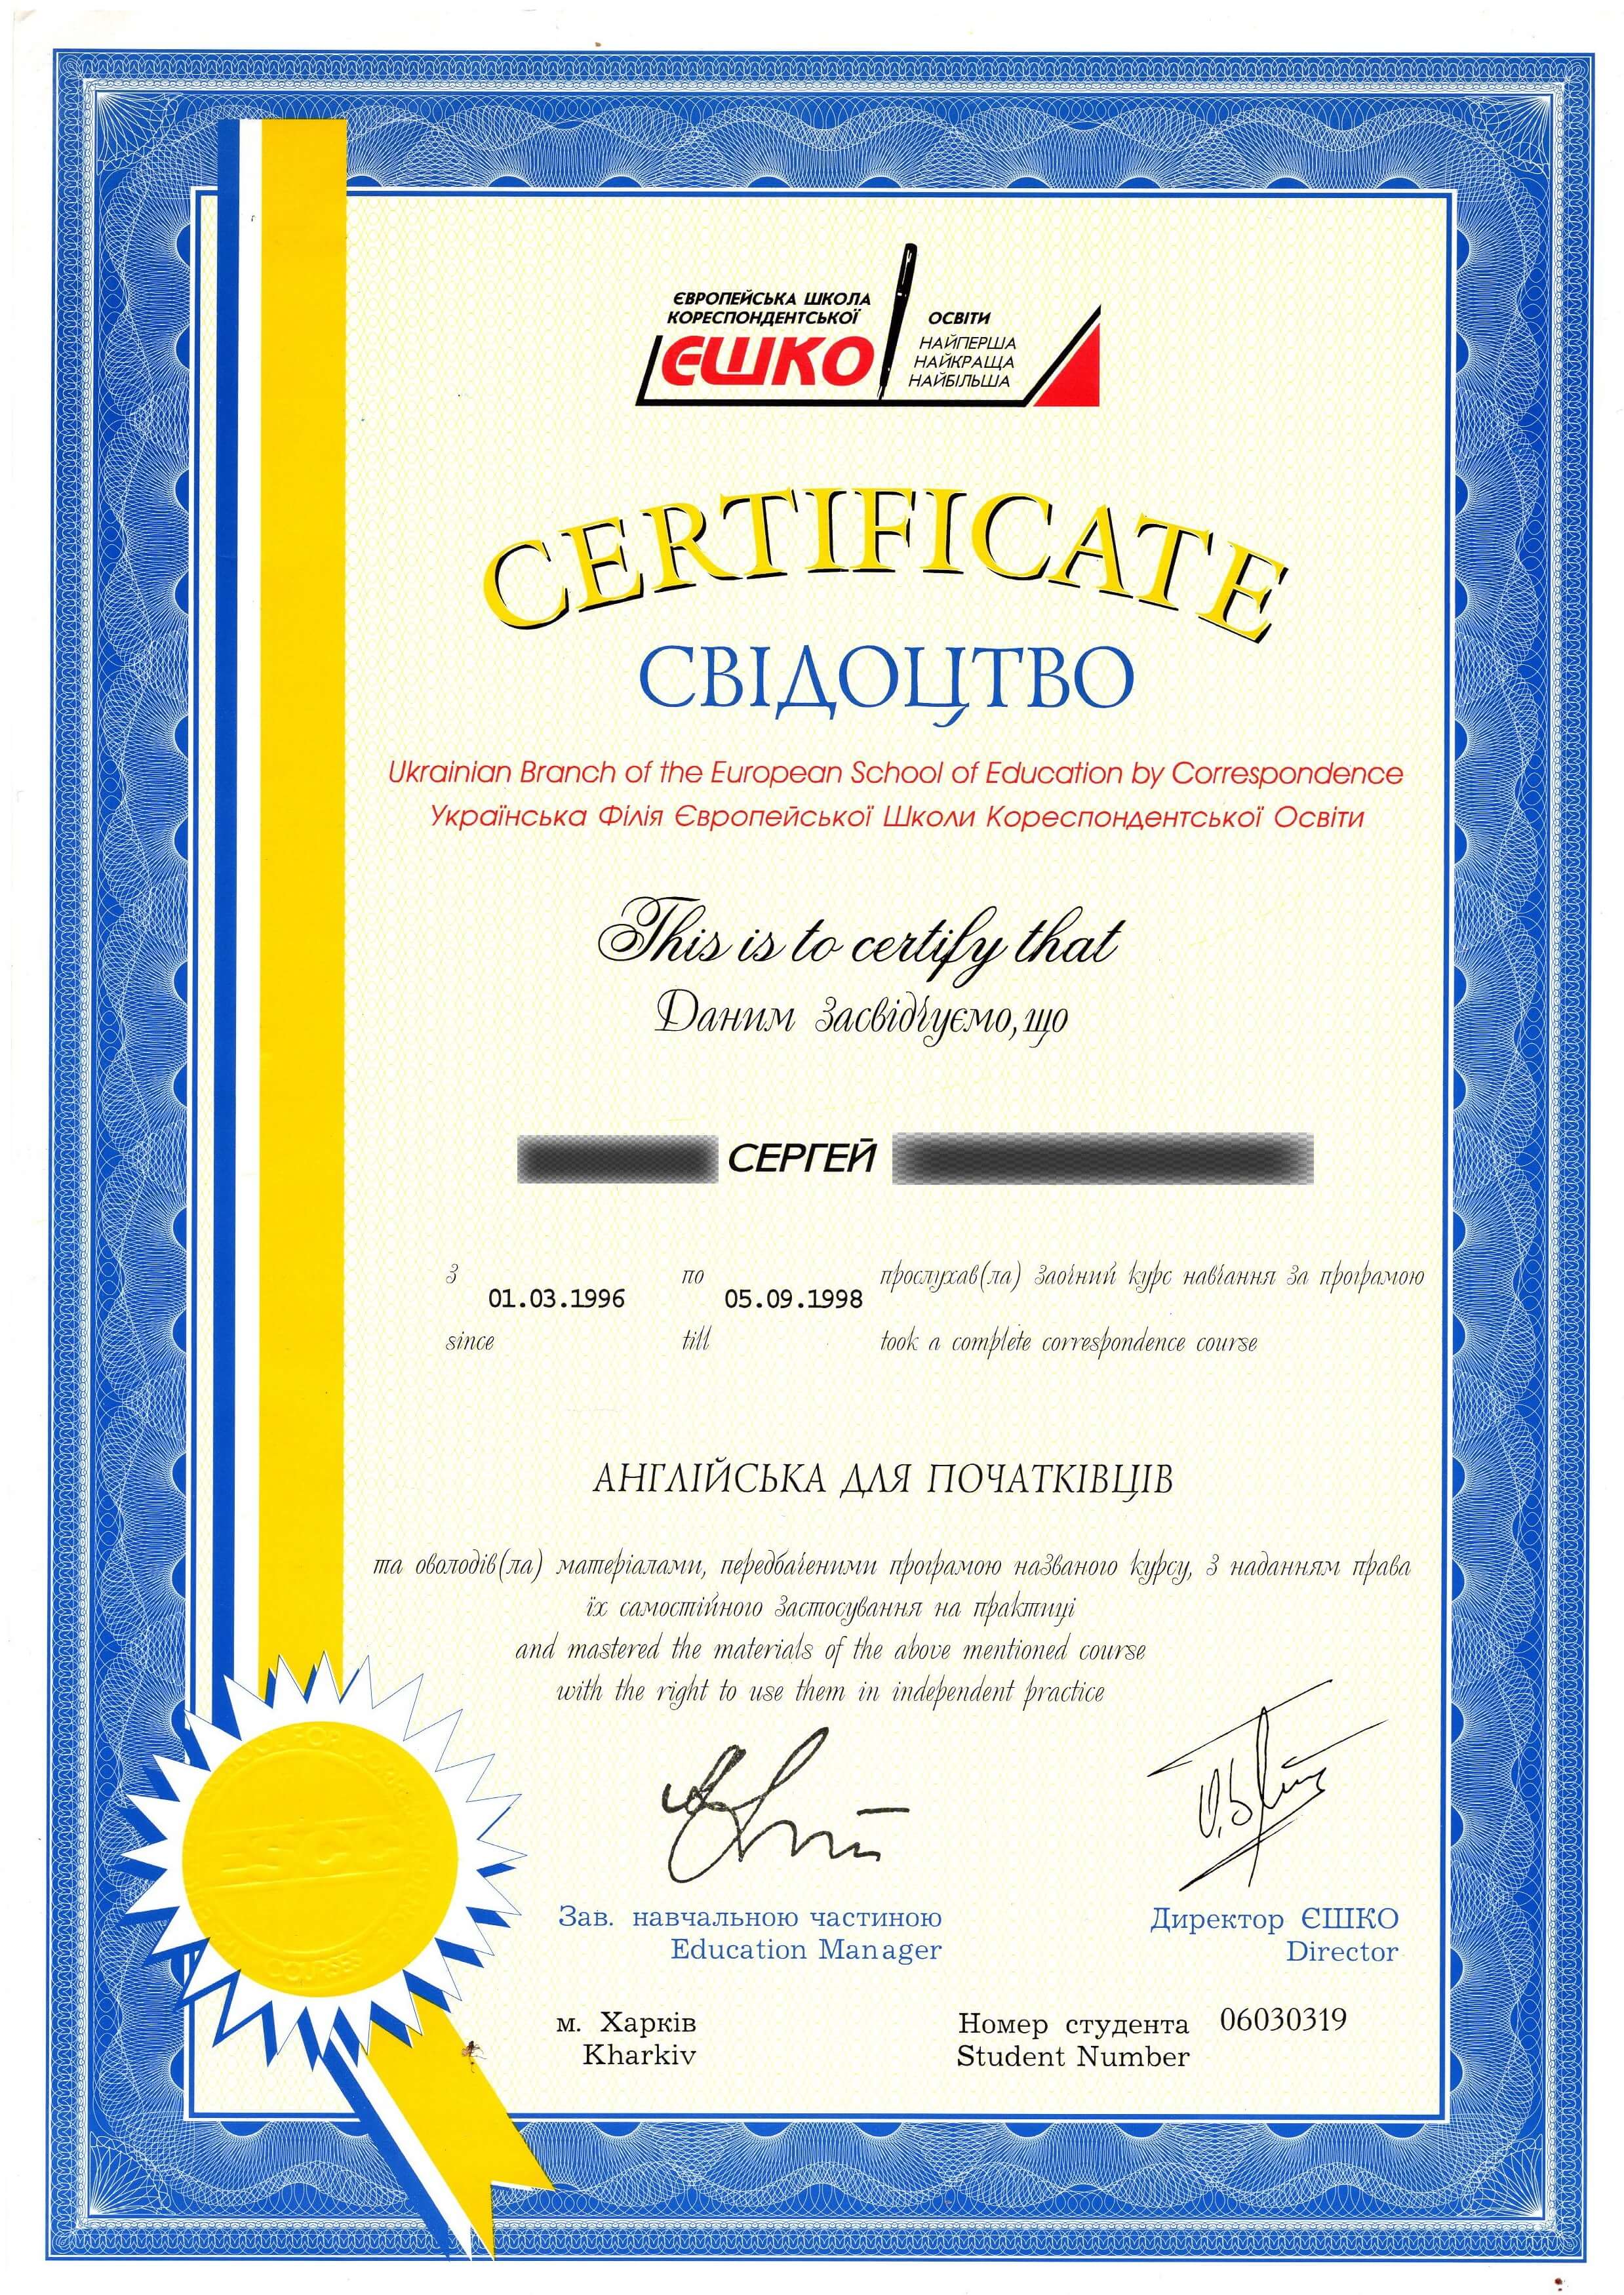 ЄВРОПЕЙСЬКА ШКОЛА
КОРЕСПОНДЕНТСЬКОЇ ОСВІТИ
ЄШКО
НАЙПЕРША
НАЙКРАЩА
НАЙБІЛЬША
CERTIFICATE
СВІДОЦТВО
Ukrainian Branch of the European School of Education by Correspondence
Українська Філія Європейської Школи Кореспондентської Освіти
This is to certify that
Даним засвідчуємо, що
СЕРГЕЙ
з 01.03.1996 по 05.09.1998 прослухав(ла) заочний курс навчання за програмою
since till took a complete correspondence course
АНГЛІЙСЬКА ДЛЯ ПОЧАТКІВЦІВ
та оволодів(ла) матеріалами, передбаченими програмою названого курсу, з наданням права
їх самостійного застосування на практиці
and mastered the materials of the above mentioned course
with the right to use them in independent practice
Зав. навчальною частиною
Education Manager
Директор ЄШКО
Director
м. Харків
Kharkiv
Номер студента 06030319
Student Number
COURSES